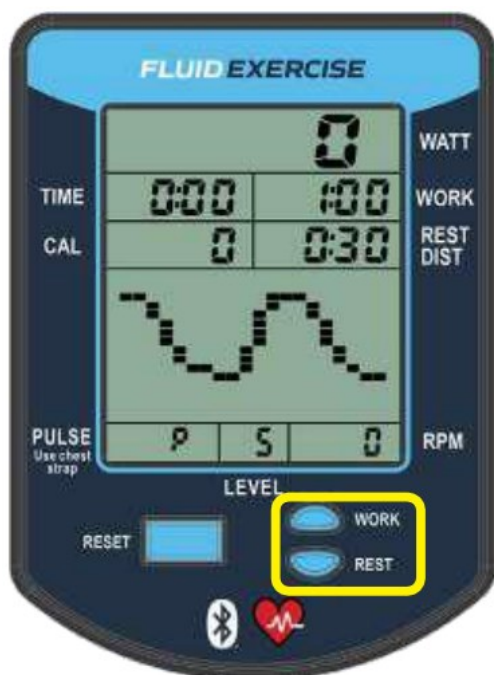 FLUID EXERCISE
0 WATT
TIME 0:00 1:00 WORK
CAL 0 0:30 REST DIST
PULSE Use chest strap P 5 0 RPM
LEVEL
RESET WORK
REST